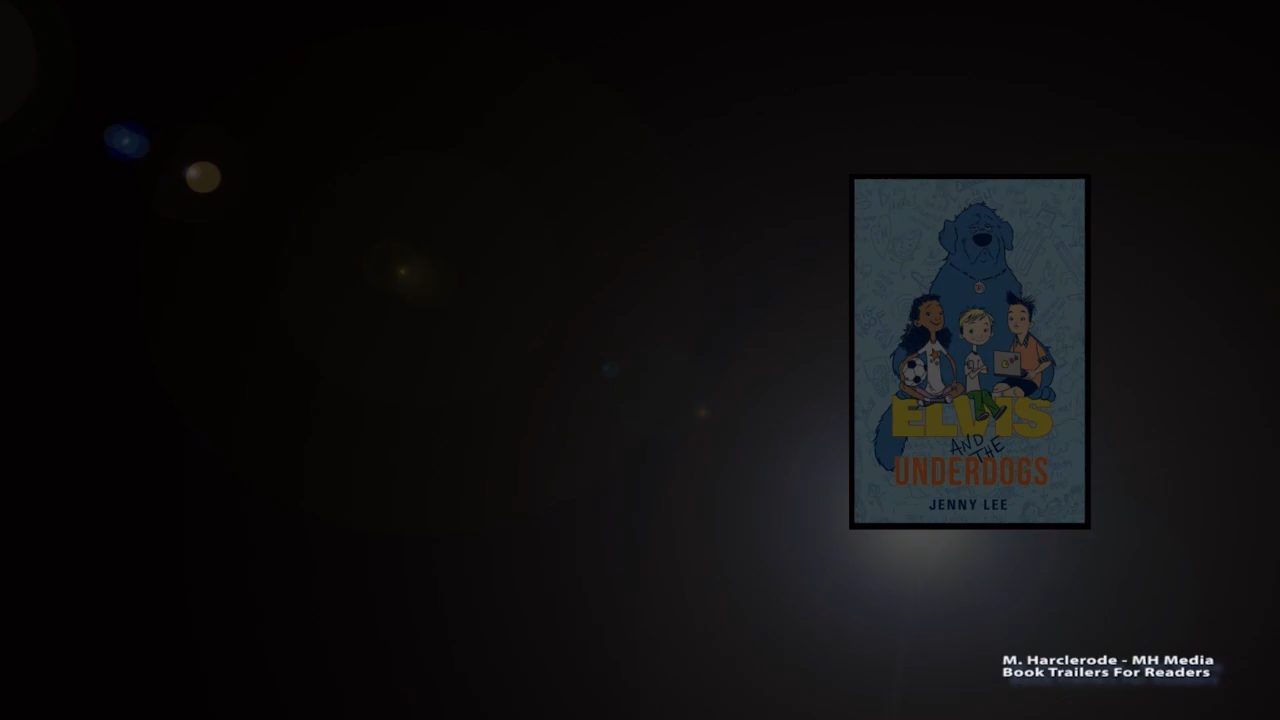 ELVIS
AND
THE
UNDERDOGS
JENNY LEE
M. Harclerode - MH Media
Book Trailers For Readers